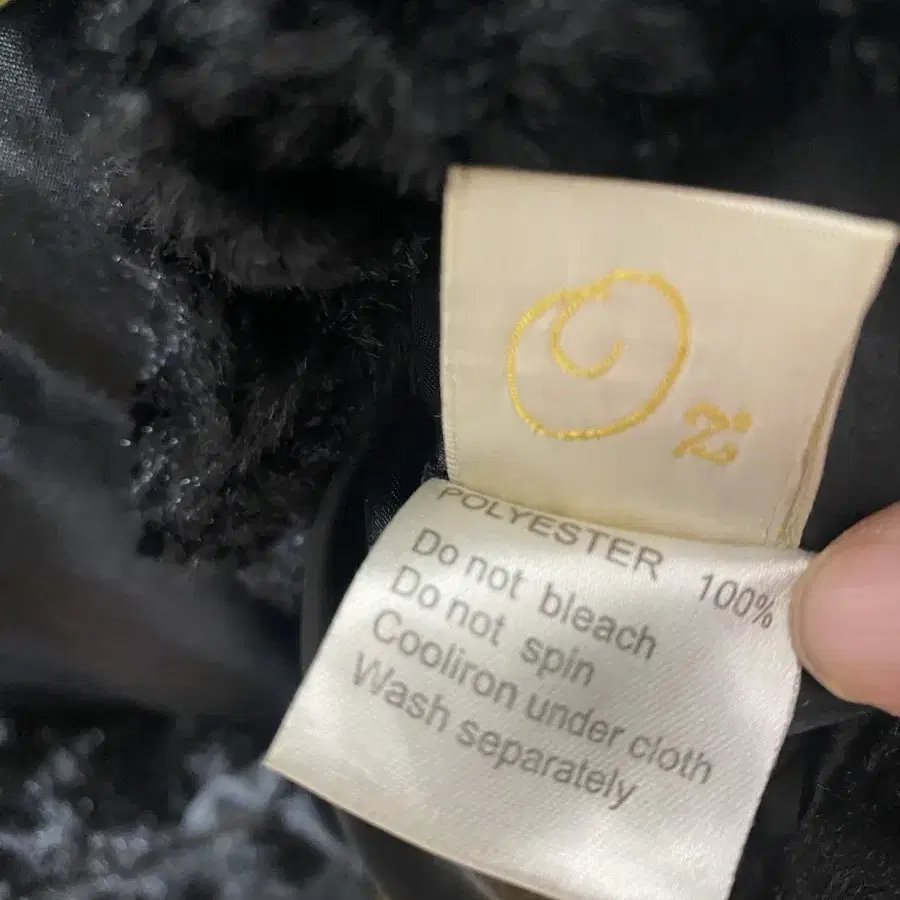 Oz
POLYESTER 100%
Do not bleach
Do not spin
Cooliron under cloth
Wash separately